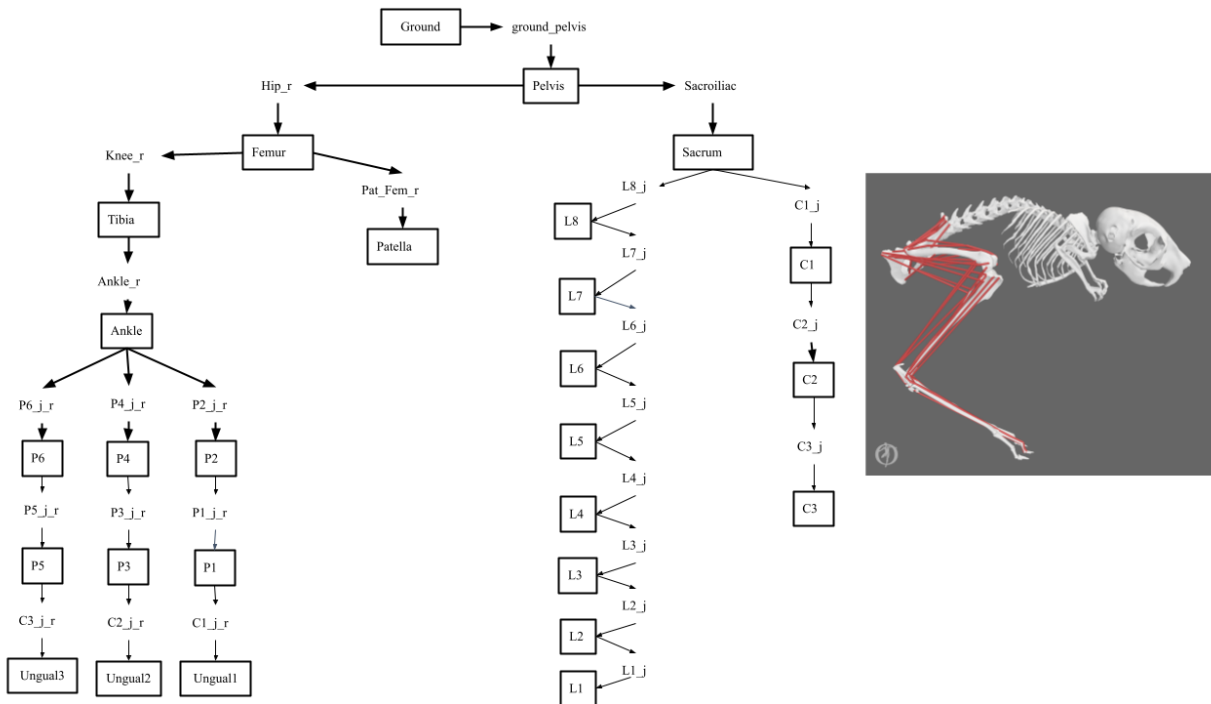 Ground
ground_pelvis
Hip_r
Pelvis
Sacroiliac
Knee_r
Femur
Sacrum
Pat_Fem_r
L8_j
C1_j
Tibia
Patella
L8
L7_j
C1
Ankle_r
L7
Ankle
L6_j
C2_j
L6
C2
P6_j_r
P4_j_r
P2_j_r
L5_j
L5
C3_j
P6
P4
P2
L4_j
P5_j_r
P3_j_r
P1_j_r
L4
C3
L3_j
P5
P3
P1
L3
L2_j
C3_j_r
C2_j_r
C1_j_r
L2
L1_j
Ungual3
Ungual2
Ungual1
L1